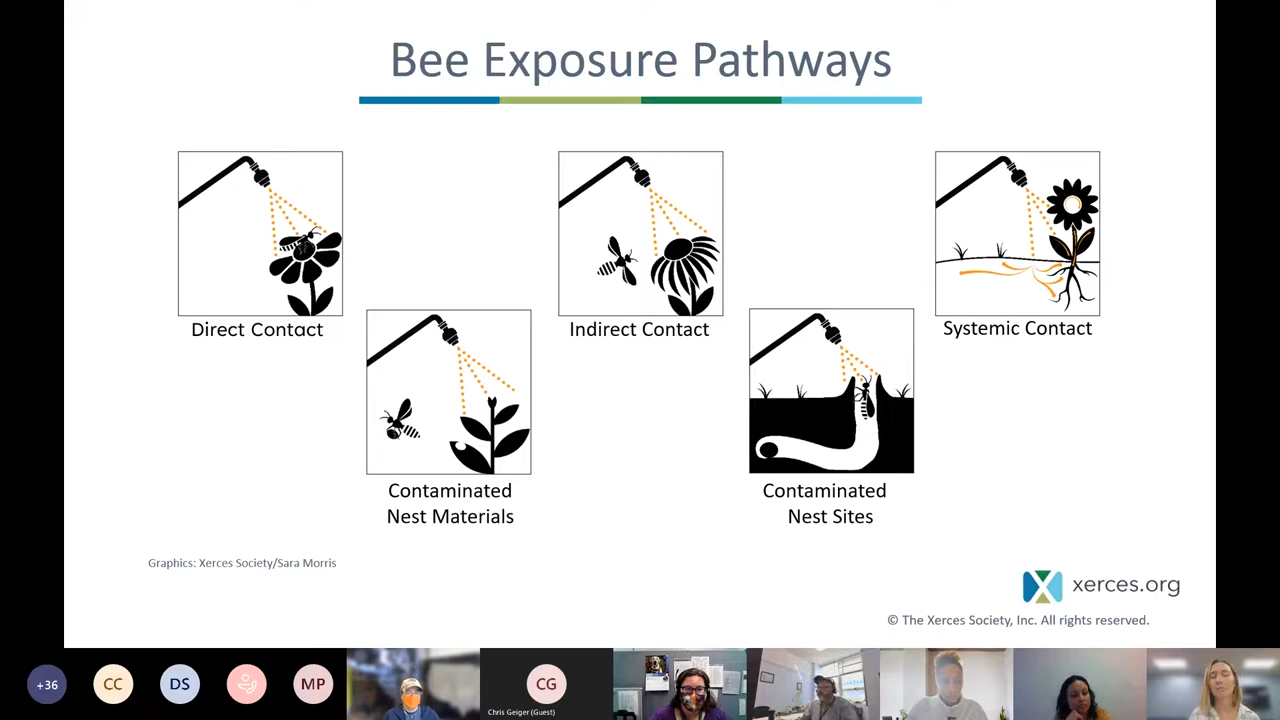 Bee Exposure Pathways
Direct Contact
Indirect Contact
Systemic Contact
Contaminated
Nest Materials
Contaminated
Nest Sites
Graphics: Xerces Society/Sara Morris
xerces.org
© The Xerces Society, Inc. All rights reserved.
+36
CC
DS
MP
CG
Chris Geiger (Guest)